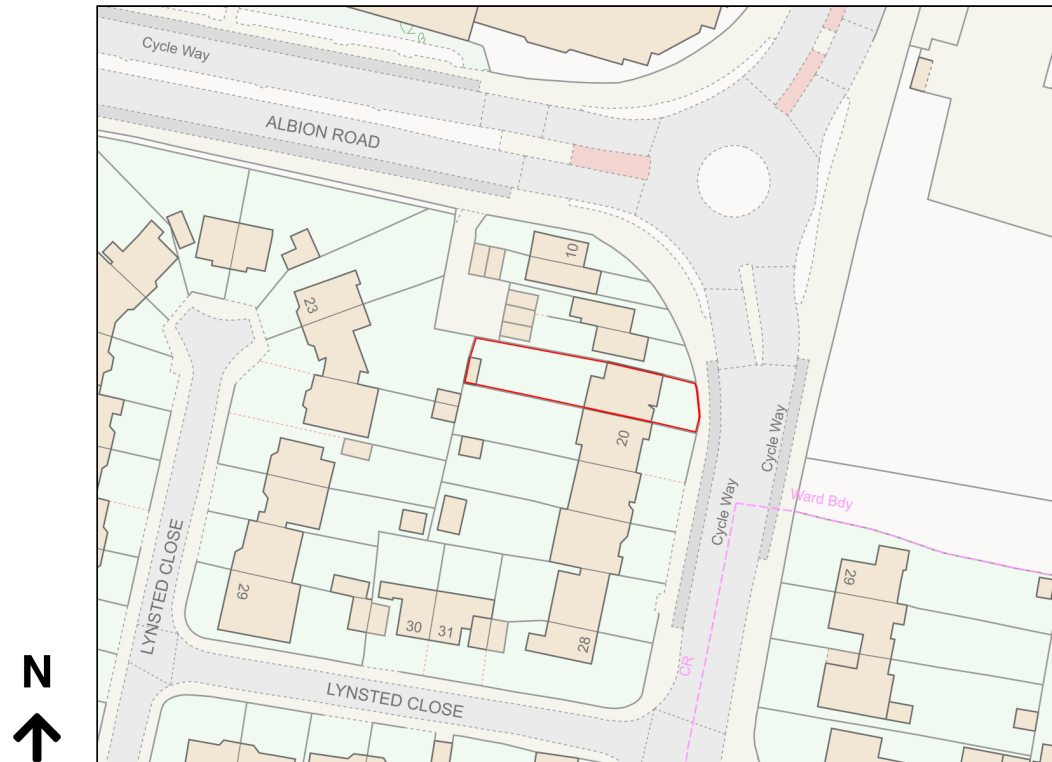 Cycle Way
ALBION ROAD
10
23
20
Cycle Way
Cycle Way
Ward Bdy
LYNSTED CLOSE
29
30
31
28
29
CR
LYNSTED CLOSE
N